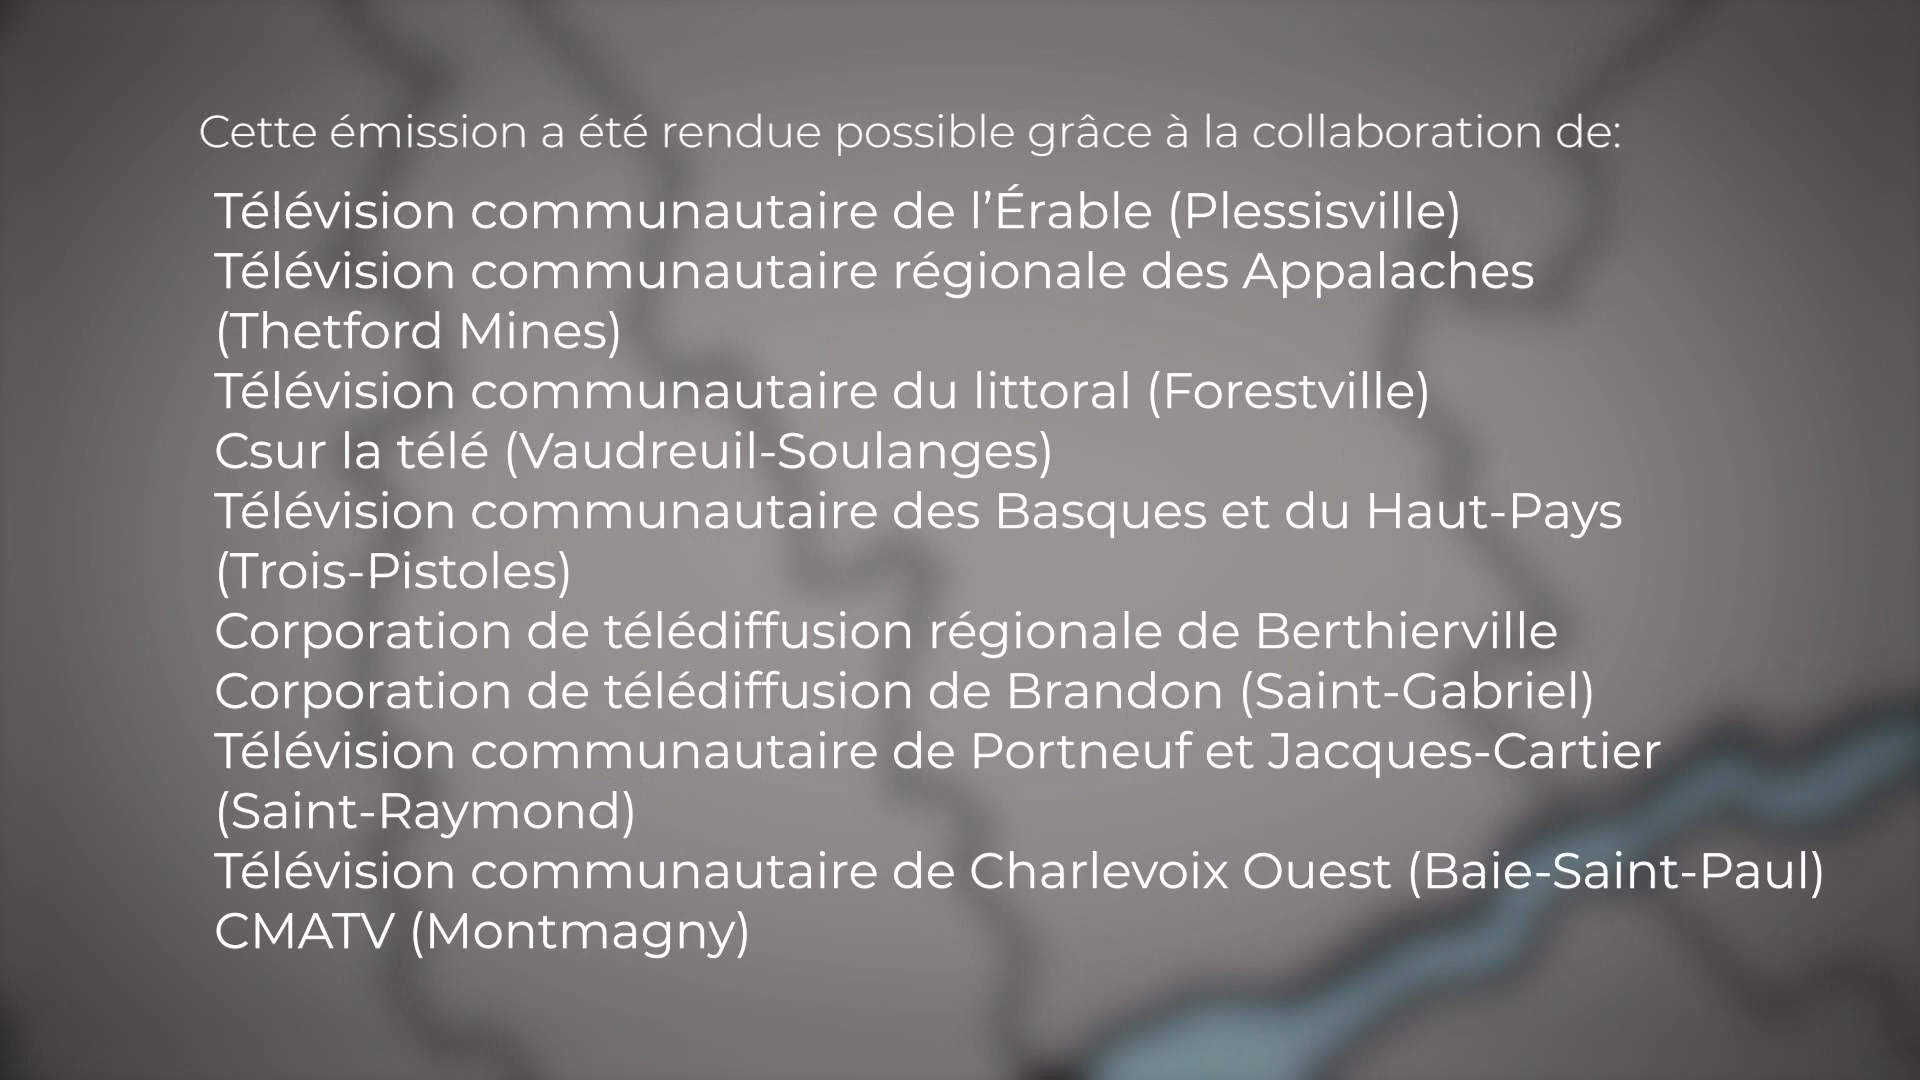 Cette émission a été rendue possible grâce à la collaboration de:
Télévision communautaire de l’Érable (Plessisville)
Télévision communautaire régionale des Appalaches
(Thetford Mines)
Télévision communautaire du littoral (Forestville)
Csur la télé (Vaudreuil-Soulanges)
Télévision communautaire des Basques et du Haut-Pays
(Trois-Pistoles)
Corporation de télédiffusion régionale de Berthierville
Corporation de télédiffusion de Brandon (Saint-Gabriel)
Télévision communautaire de Portneuf et Jacques-Cartier
(Saint-Raymond)
Télévision communautaire de Charlevoix Ouest (Baie-Saint-Paul)
CMATV (Montmagny)